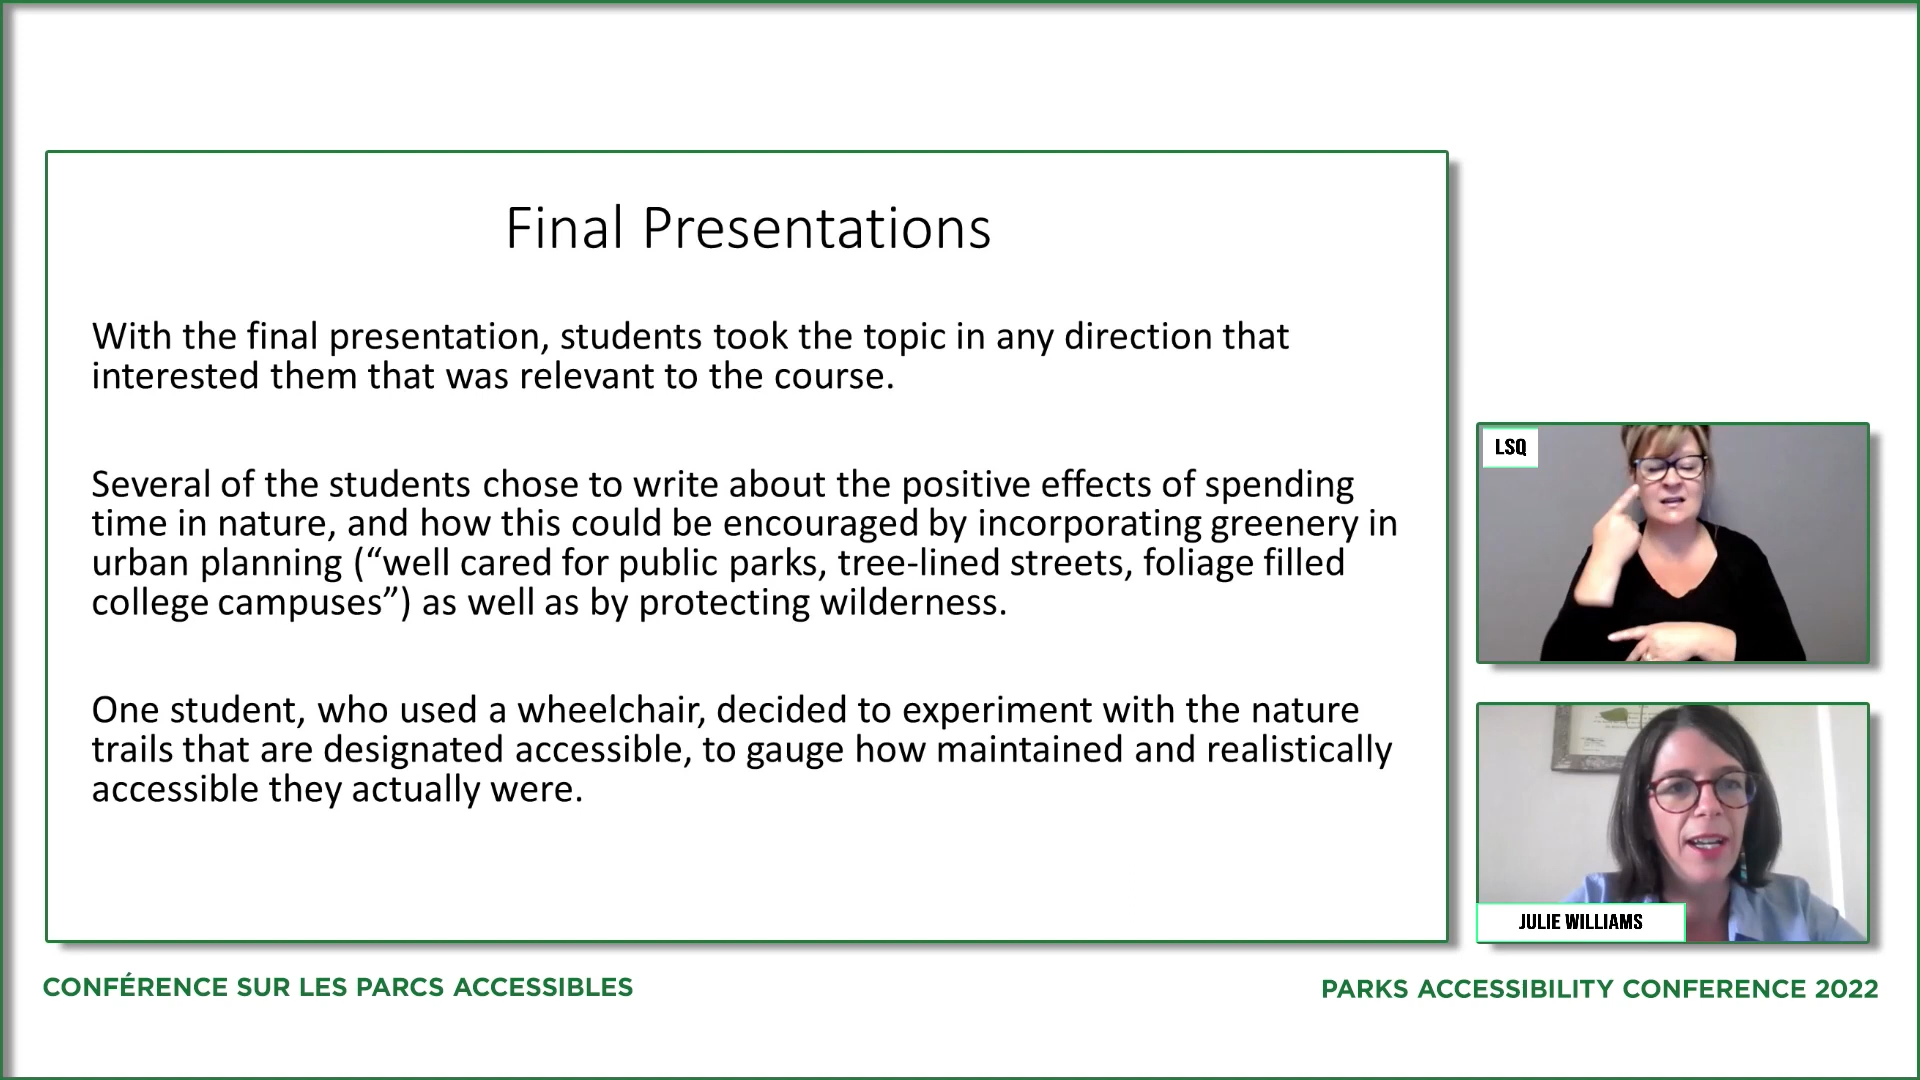 Final Presentations
With the final presentation, students took the topic in any direction that
interested them that was relevant to the course.
Several of the students chose to write about the positive effects of spending
time in nature, and how this could be encouraged by incorporating greenery in
urban planning (“well cared for public parks, tree-lined streets, foliage filled
college campuses”) as well as by protecting wilderness.
One student, who used a wheelchair, decided to experiment with the nature
trails that are designated accessible, to gauge how maintained and realistically
accessible they actually were.
LSQ
JULIE WILLIAMS
CONFÉRENCE SUR LES PARCS ACCESSIBLES
PARKS ACCESSIBILITY CONFERENCE 2022